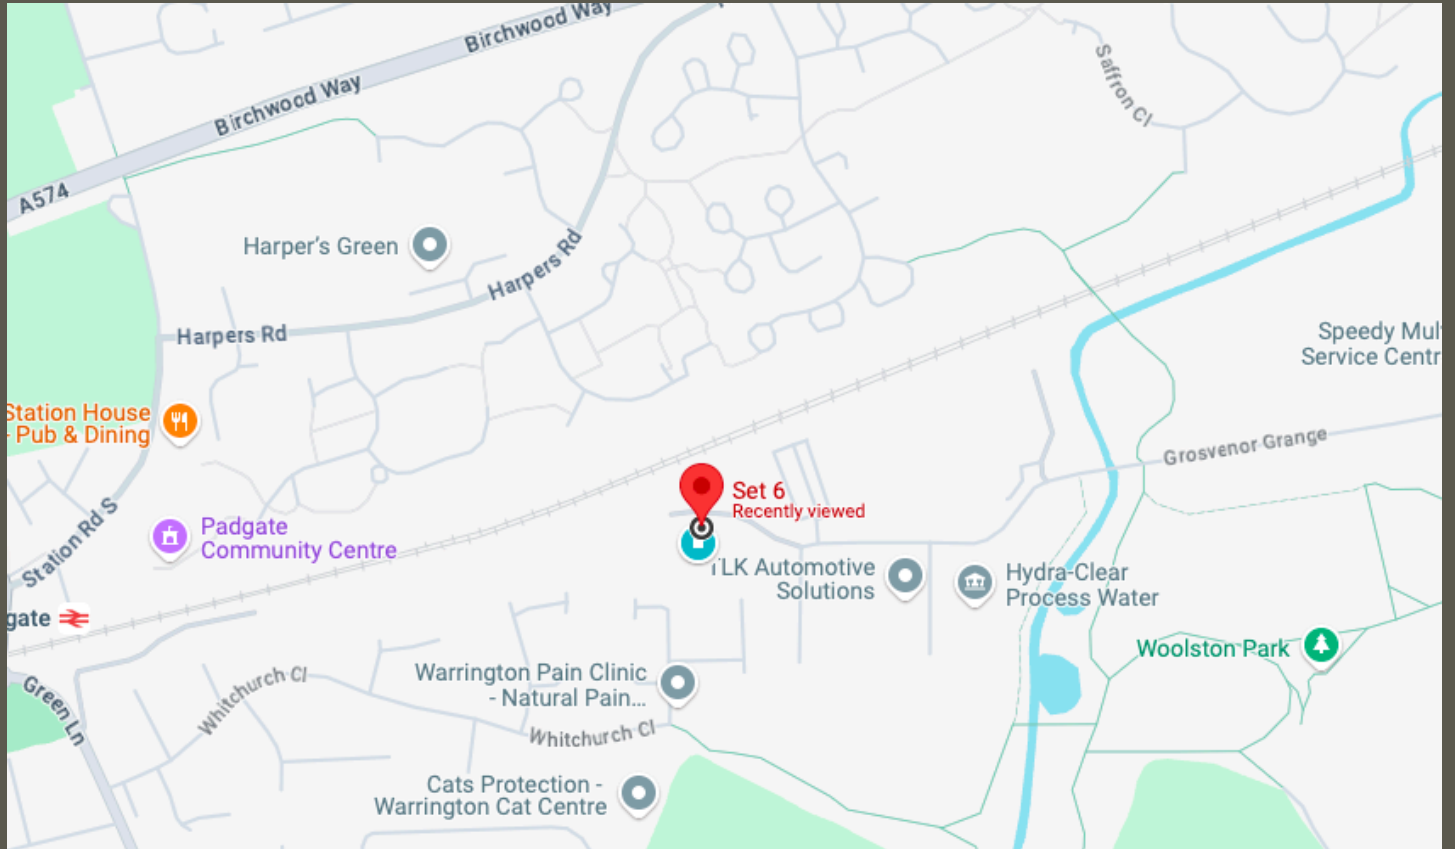 Birchwood Way
Birchwood Way
Saffron Cl
A574
Harper's Green
Harpers Rd
Harpers Rd
Speedy Mul
Service Centr
Station House
- Pub & Dining
Grosvenor Grange
Set 6
Recently viewed
Padgate
Community Centre
Station Rd S
TLK Automotive
Solutions
Hydra-Clear
Process Water
gate
Woolston Park
Warrington Pain Clinic
- Natural Pain...
Whitchurch Cl
Green Ln
Whitchurch Cl
Cats Protection -
Warrington Cat Centre